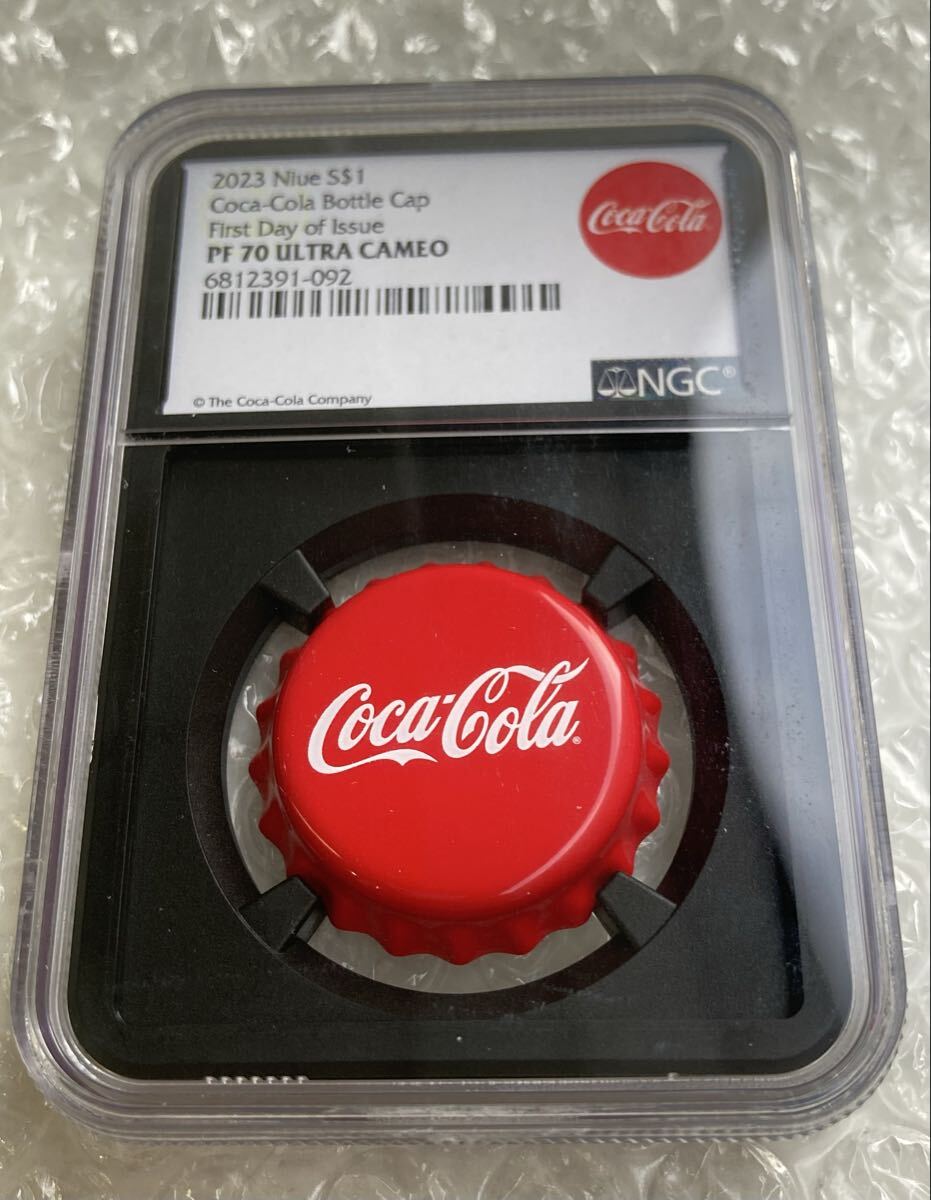 2023 Niue S$1
Coca-Cola Bottle Cap
First Day of Issue
PF 70 ULTRA CAMEO
6812391-092
Coca-Cola
© The Coca-Cola Company
NGC®
Coca-Cola®